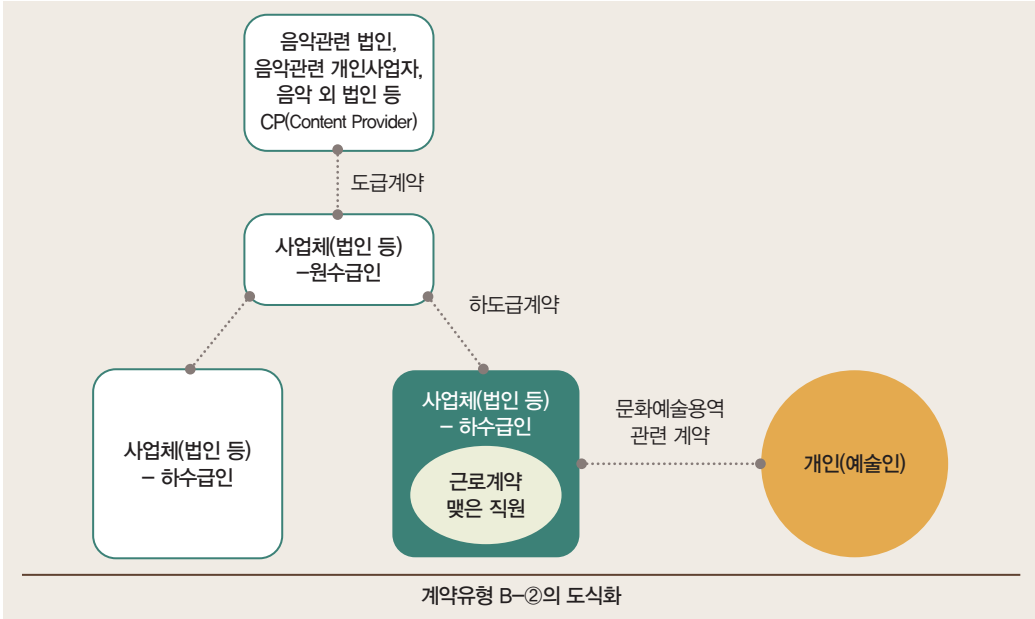 음악관련 법인,
음악관련 개인사업자,
음악 외 법인 등
CP(Content Provider)
도급계약
사업체(법인 등)
–원수급인
하도급계약
사업체(법인 등)
– 하수급인
사업체(법인 등)
– 하수급인
근로계약
맺은 직원
문화예술용역
관련 계약
개인(예술인)
계약유형 B–②의 도식화